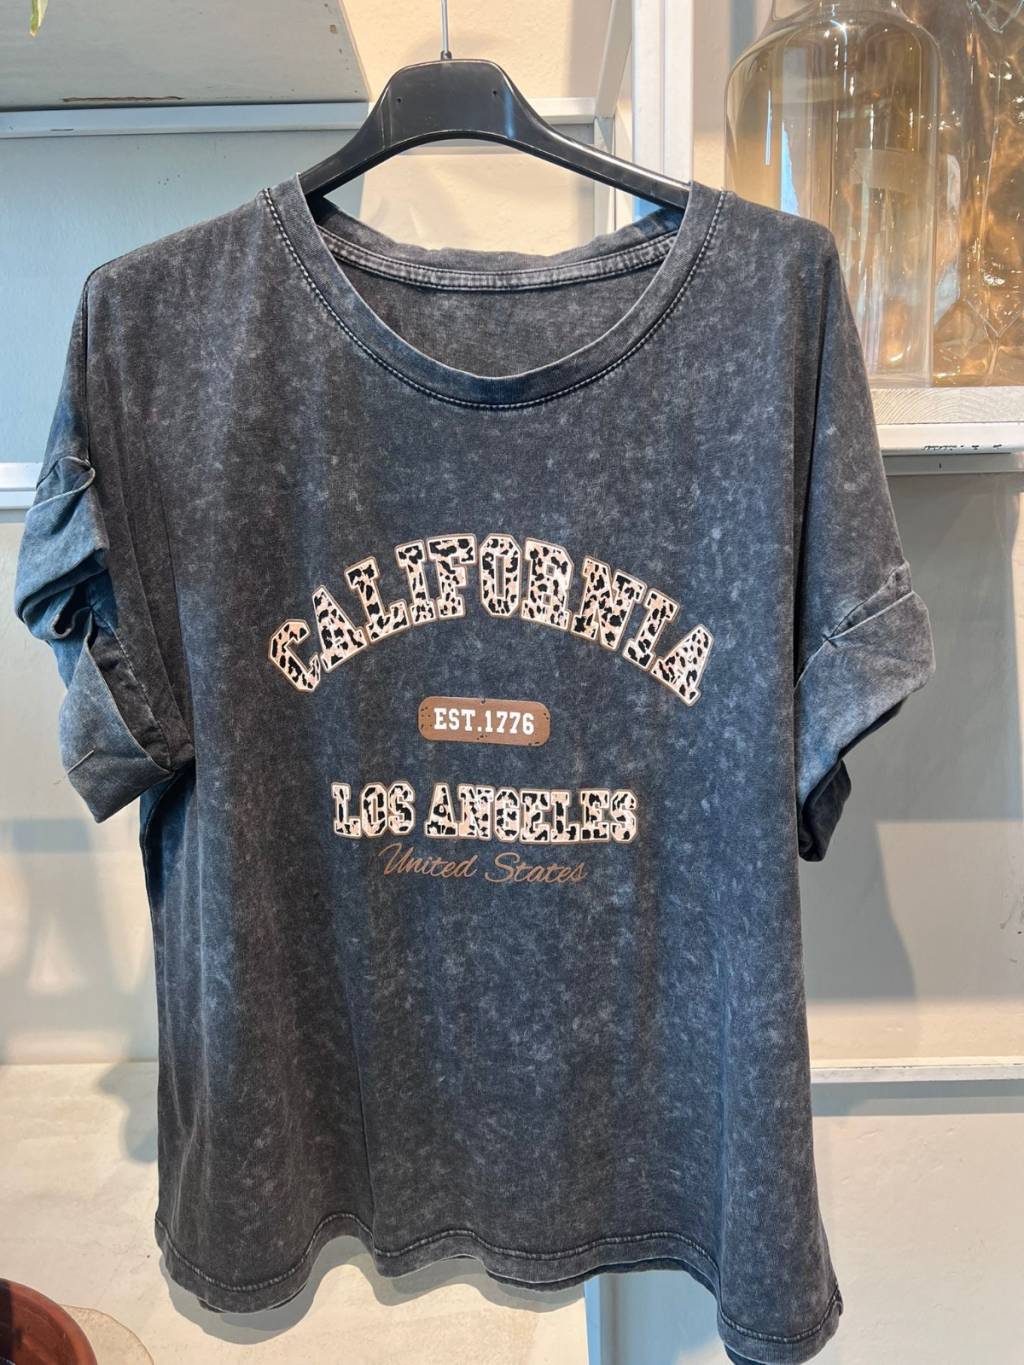 CALIFORNIA
EST.1776
LOS ANGELES
United States